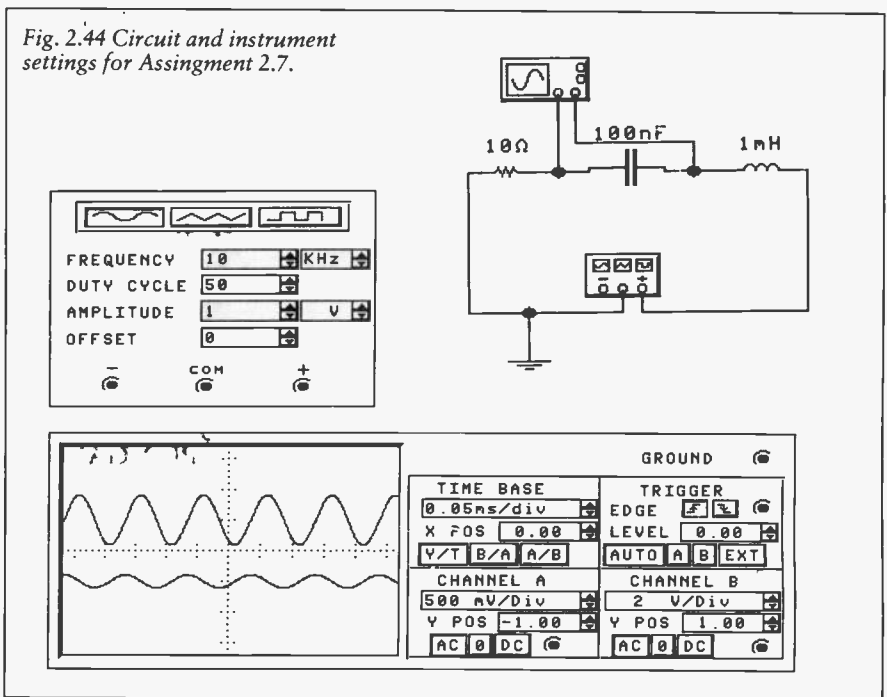 Fig. 2.44 Circuit and instrument
settings for Assingment 2.7.
10Ω
100nF
1mH
FREQUENCY 10 KHz
DUTY CYCLE 50
AMPLITUDE 1 V
OFFSET 0
− COM +
− +
GROUND
TIME BASE
0.05ms/div
X POS 0.00
Y/T B/A A/B
TRIGGER
EDGE
LEVEL 0.00
AUTO A B EXT
CHANNEL A
500 mV/Div
Y POS -1.00
AC 0 DC
CHANNEL B
2 V/Div
Y POS 1.00
AC 0 DC